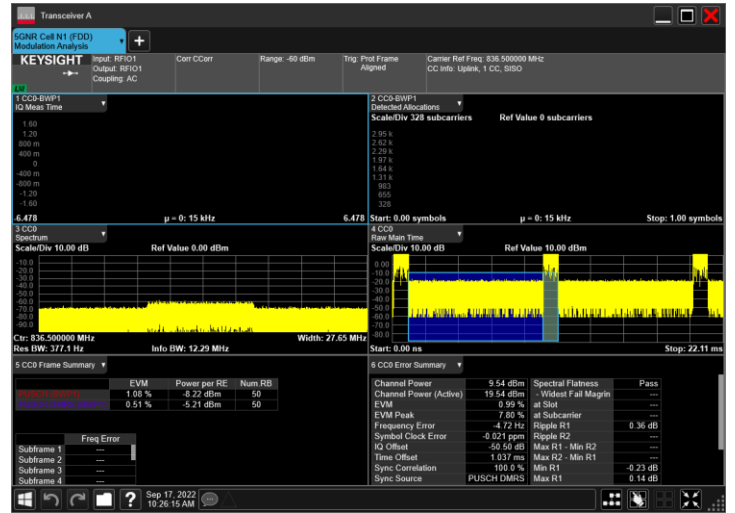 Transceiver A
5GNR Cell N1 (FDD)
Modulation Analysis
KEYSIGHT
LXI
Input: RFIO1
Output: RFIO1
Coupling: AC
Corr CCorr
Range: -60 dBm
Trig: Prot Frame
Aligned
Carrier Ref Freq: 836.500000 MHz
CC Info: Uplink, 1 CC, SISO
1 CC0-BWP1
IQ Meas Time
1.60
1.20
800 m
400 m
0
-400 m
-800 m
-1.20
-1.60
-6.478 μ = 0: 15 kHz 6.478
2 CC0-BWP1
Detected Allocations
Scale/Div 328 subcarriers Ref Value 0 subcarriers
2.95 k
2.62 k
2.29 k
1.97 k
1.64 k
1.31 k
983
655
328
Start: 0.00 symbols μ = 0: 15 kHz Stop: 1.00 symbols
3 CC0
Spectrum
Scale/Div 10.00 dB Ref Value 0.00 dBm
-10.0
-20.0
-30.0
-40.0
-50.0
-60.0
-70.0
-80.0
-90.0
Ctr: 836.500000 MHz Width: 27.65 MHz
Res BW: 377.1 Hz Info BW: 12.29 MHz
4 CC0
Raw Main Time
Scale/Div 10.00 dB Ref Value 10.00 dBm
0.00
-10.0
-20.0
-30.0
-40.0
-50.0
-60.0
-70.0
-80.0
Start: 0.00 ns Stop: 22.11 ms
5 CC0 Frame Summary
EVM Power per RE Num.RB
1.08 % -8.22 dBm 50
0.51 % -5.21 dBm 50
Freq Error
Subframe 1 ---
Subframe 2 ---
Subframe 3 ---
Subframe 4 ---
6 CC0 Error Summary
Channel Power 9.54 dBm Spectral Flatness Pass
Channel Power (Active) 19.54 dBm - Widest Fail Magrin ---
EVM 0.99 % at Slot ---
EVM Peak 7.80 % at Subcarrier ---
Frequency Error -4.72 Hz Ripple R1 0.36 dB
Symbol Clock Error -0.021 ppm Ripple R2 ---
IQ Offset -50.50 dB Max R1 - Min R2 ---
Time Offset 1.037 ms Max R2 - Min R1 ---
Sync Correlation 100.0 % Min R1 -0.23 dB
Sync Source PUSCH DMRS Max R1 0.14 dB
Sep 17, 2022
10:26:15 AM